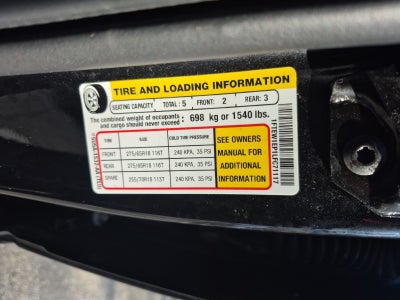 TIRE AND LOADING INFORMATION
SEATING CAPACITY TOTAL: 5 FRONT: 2 REAR: 3
The combined weight of occupants
and cargo should never exceed: 698 kg or 1540 lbs.
TIRE SIZE COLD TIRE PRESSURE
FRONT 275/65R18 116T 240 KPA, 35 PSI
REAR 275/65R18 116T 240 KPA, 35 PSI
SPARE 255/70R18 113T 240 KPA, 35 PSI
SEE OWNERS
MANUAL FOR
ADDITIONAL
INFORMATION